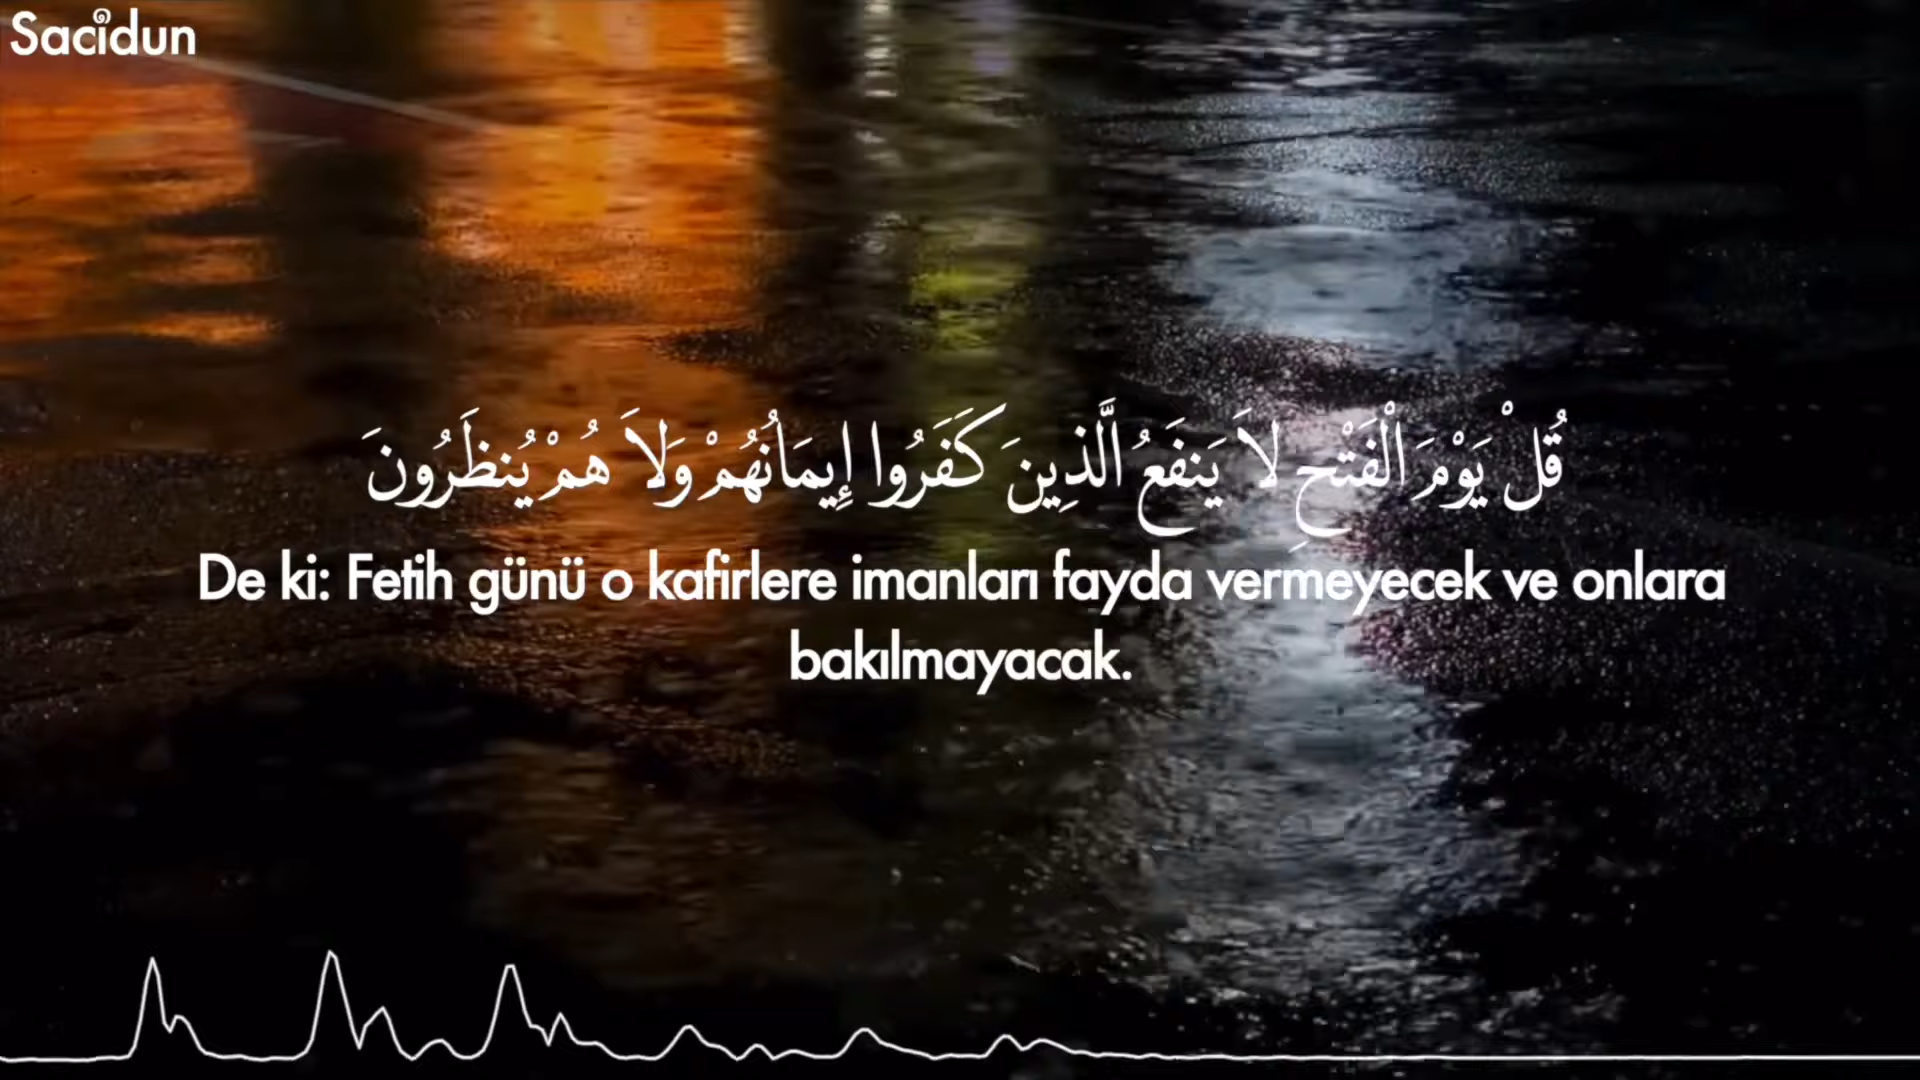 Sacidun
قُلْ يَوْمَ الْفَتْحِ لاَ يَنفَعُ الَّذِينَ كَفَرُوا إِيمَانُهُمْ وَلاَ هُمْ يُنظَرُونَ
De ki: Fetih günü o kafirlere imanları fayda vermeyecek ve onlara
bakılmayacak.